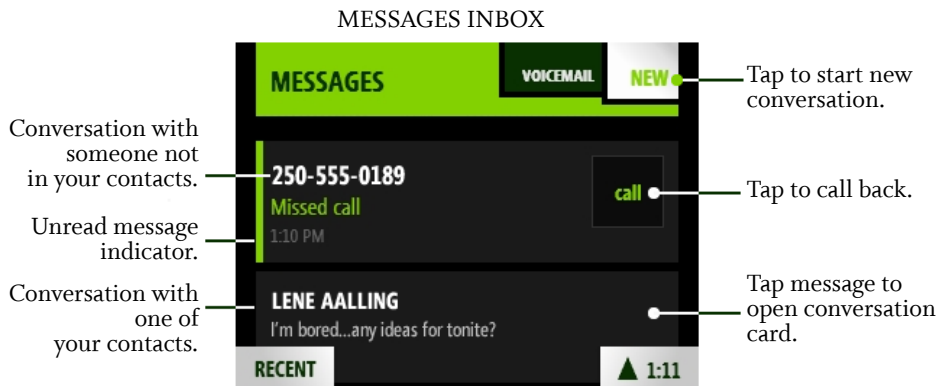 MESSAGES INBOX
MESSAGES
VOICEMAIL
NEW
Tap to start new
conversation.
Conversation with
someone not
in your contacts.
250-555-0189
Missed call
1:10 PM
call
Tap to call back.
Unread message
indicator.
Conversation with
one of
your contacts.
LENE AALLING
I'm bored...any ideas for tonite?
Tap message to
open conversation
card.
RECENT
1:11